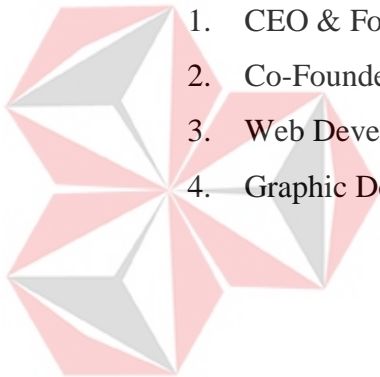 1. CEO & Fo
2. Co-Founde
3. Web Deve
4. Graphic De